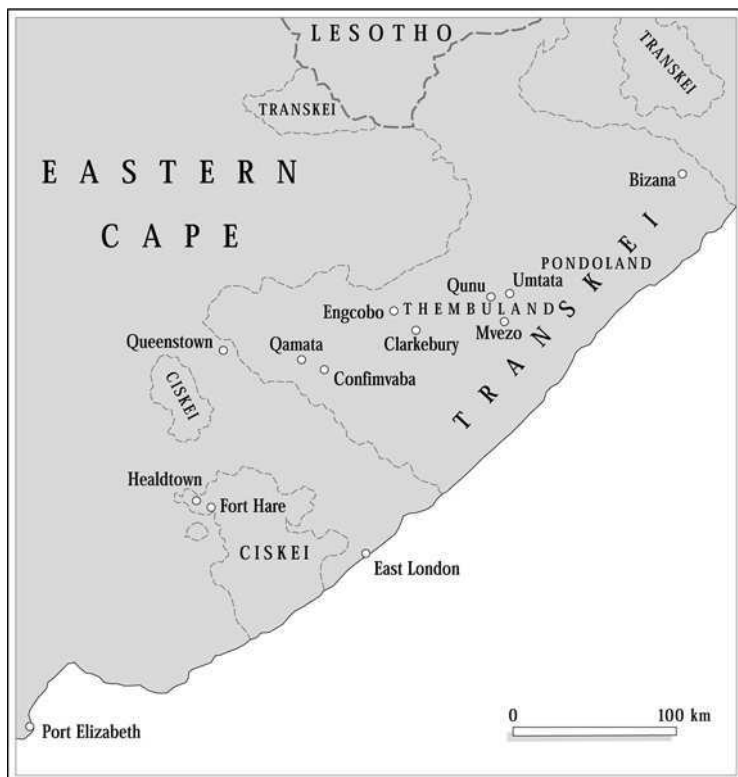 LESOTHO
TRANSKEI
TRANSKEI
EASTERN
CAPE
Bizana
PONDOLAND
Qunu
Umtata
Engcobo
THEMBULAND
Mvezo
Clarkebury
TRANSKEI
Queenstown
Qamata
Confimvaba
CISKEI
Healdtown
Fort Hare
CISKEI
East London
Port Elizabeth
0 100 km